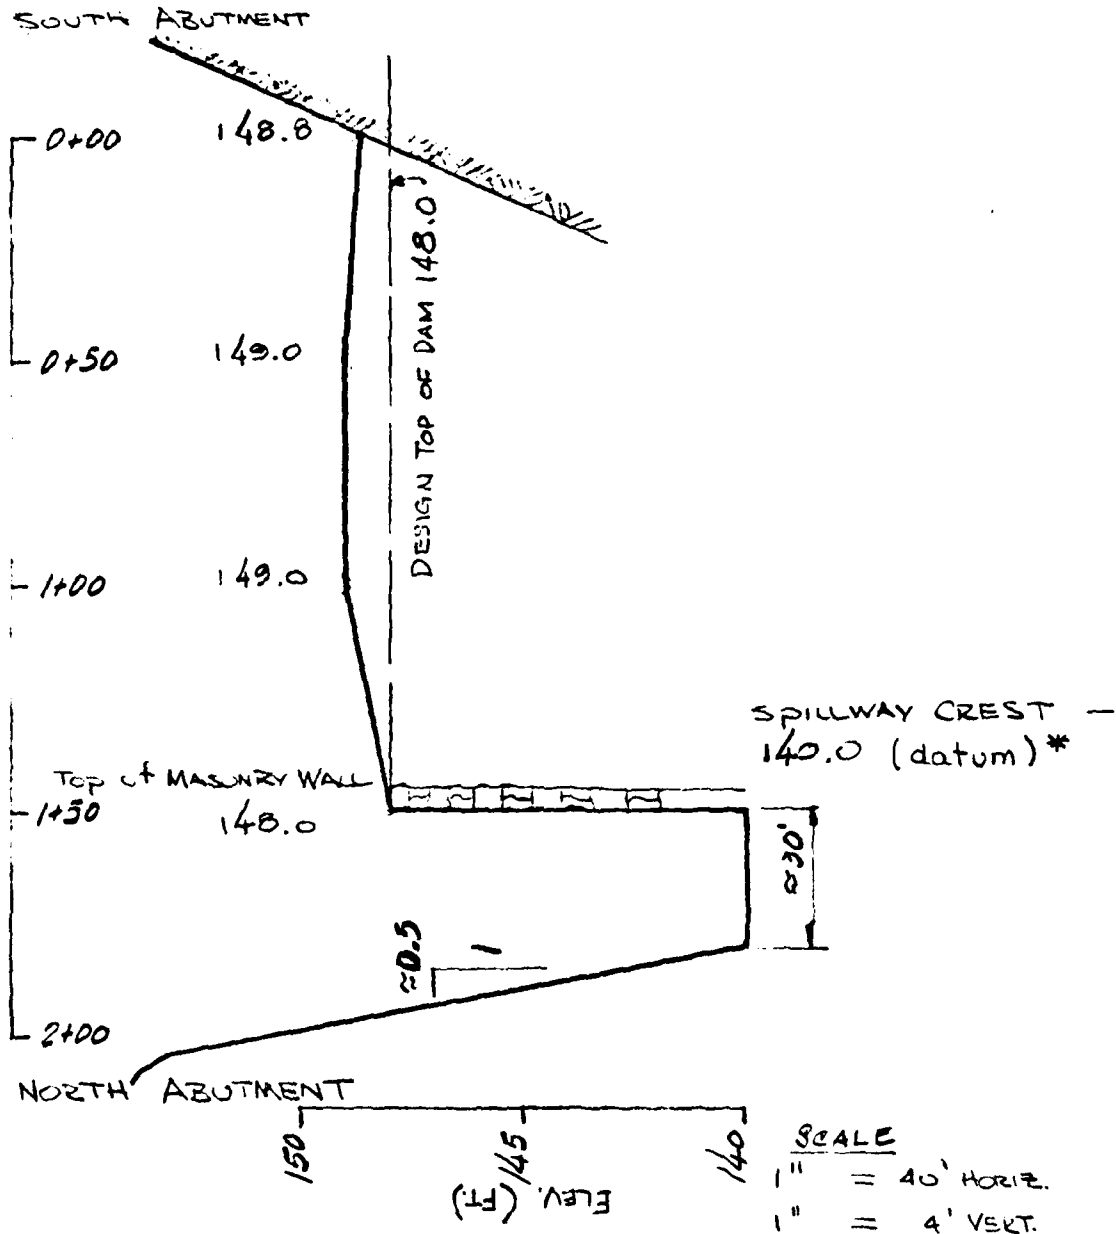 SOUTH ABUTMENT
0+00
148.8
DESIGN TOP OF DAM 148.0
0+50
149.0
1+00
149.0
SPILLWAY CREST —
140.0 (datum)*
TOP of MASONRY WALL
1+50
148.0
≈30'
≈0.5
1
2+00
NORTH ABUTMENT
150
145
140
ELEV. (FT.)
SCALE
1" = 40' HORIZ.
1" = 4' VERT.